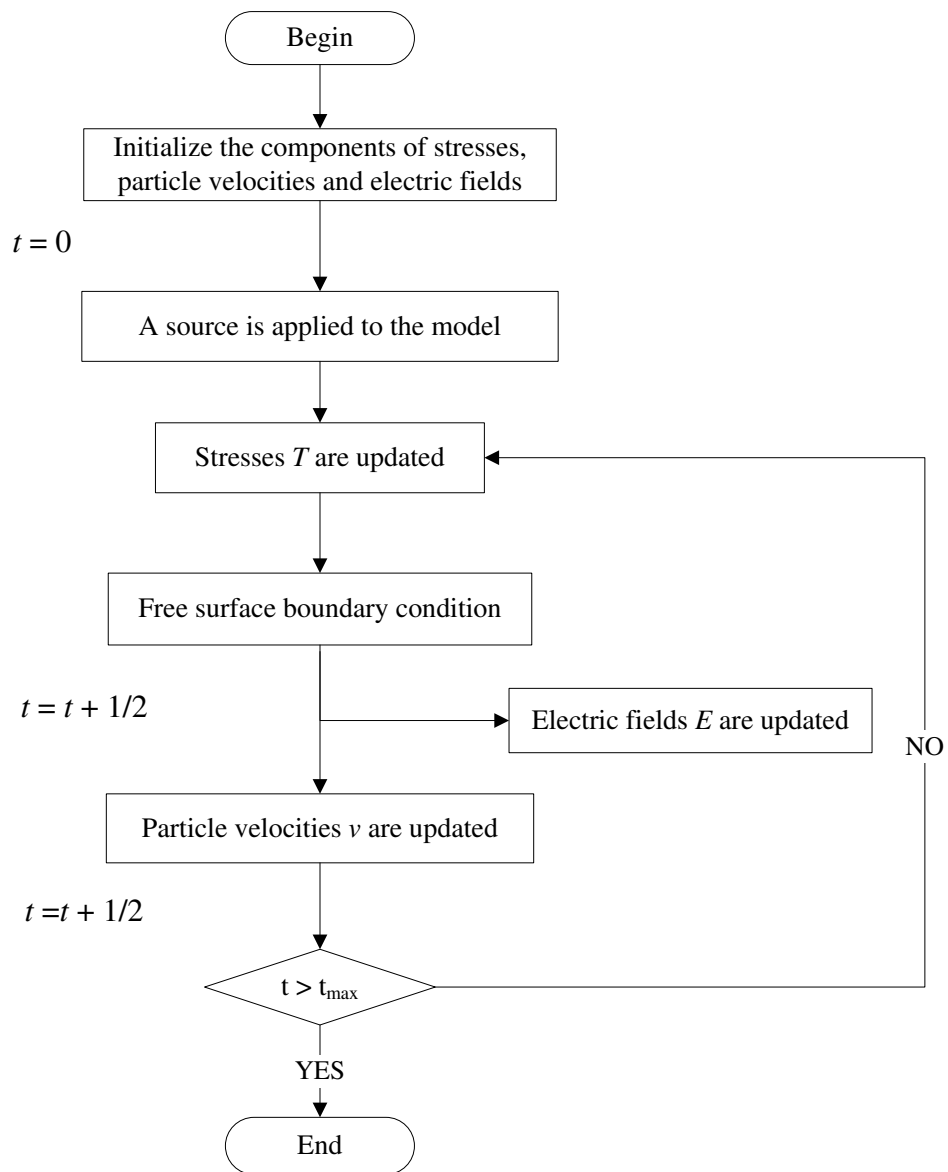 Begin
Initialize the components of stresses,
particle velocities and electric fields
t = 0
A source is applied to the model
Stresses T are updated
Free surface boundary condition
t = t + 1/2
Electric fields E are updated
NO
Particle velocities v are updated
t =t + 1/2
t > tmax
YES
End